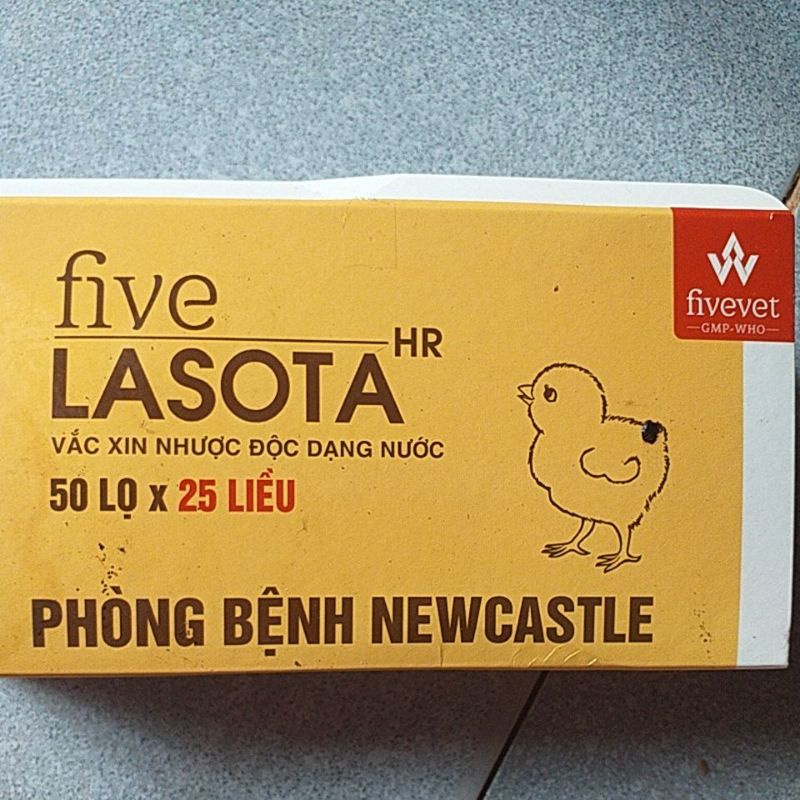 five
LASOTA HR
VẮC XIN NHƯỢC ĐỘC DẠNG NƯỚC
50 LỌ x 25 LIỀU
PHÒNG BỆNH NEWCASTLE
fivevet
GMP-WHO